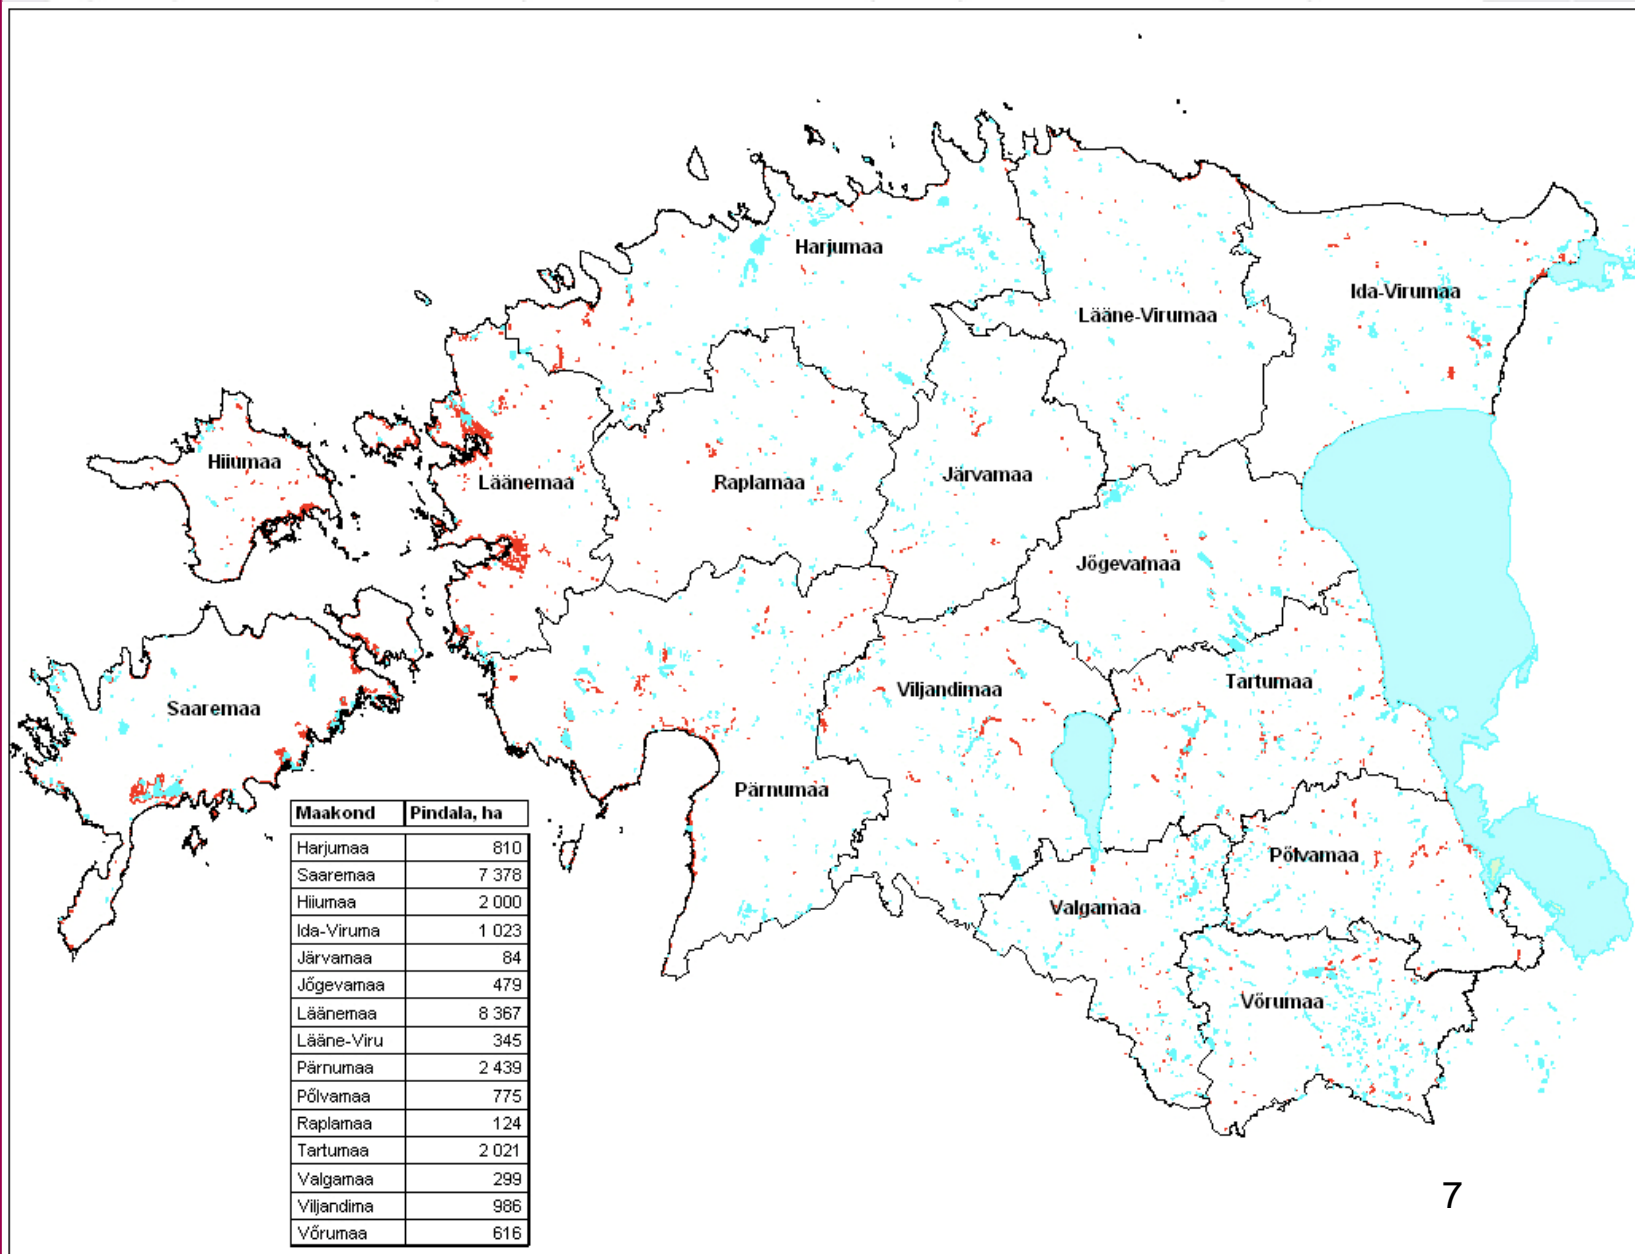 Harjumaa
Ida-Virumaa
Lääne-Virumaa
Hiiumaa
Läänemaa
Raplamaa
Järvamaa
Jõgevamaa
Saaremaa
Viljandimaa
Tartumaa
Pärnumaa
Põlvamaa
Valgamaa
Võrumaa
Maakond Pindala, ha
Harjumaa 810
Saaremaa 7 378
Hiiumaa 2 000
Ida-Viruma 1 023
Järvamaa 84
Jõgevamaa 479
Läänemaa 8 367
Lääne-Viru 345
Pärnumaa 2 439
Põlvamaa 775
Raplamaa 124
Tartumaa 2 021
Valgamaa 299
Viljandima 986
Võrumaa 616
7